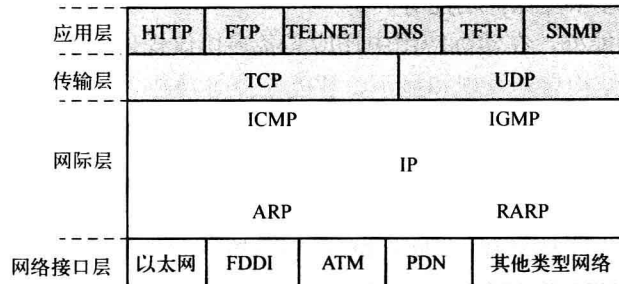 应用层 HTTP FTP TELNET DNS TFTP SNMP
传输层 TCP UDP
ICMP IGMP
网际层 IP
ARP RARP
网络接口层 以太网 FDDI ATM PDN 其他类型网络